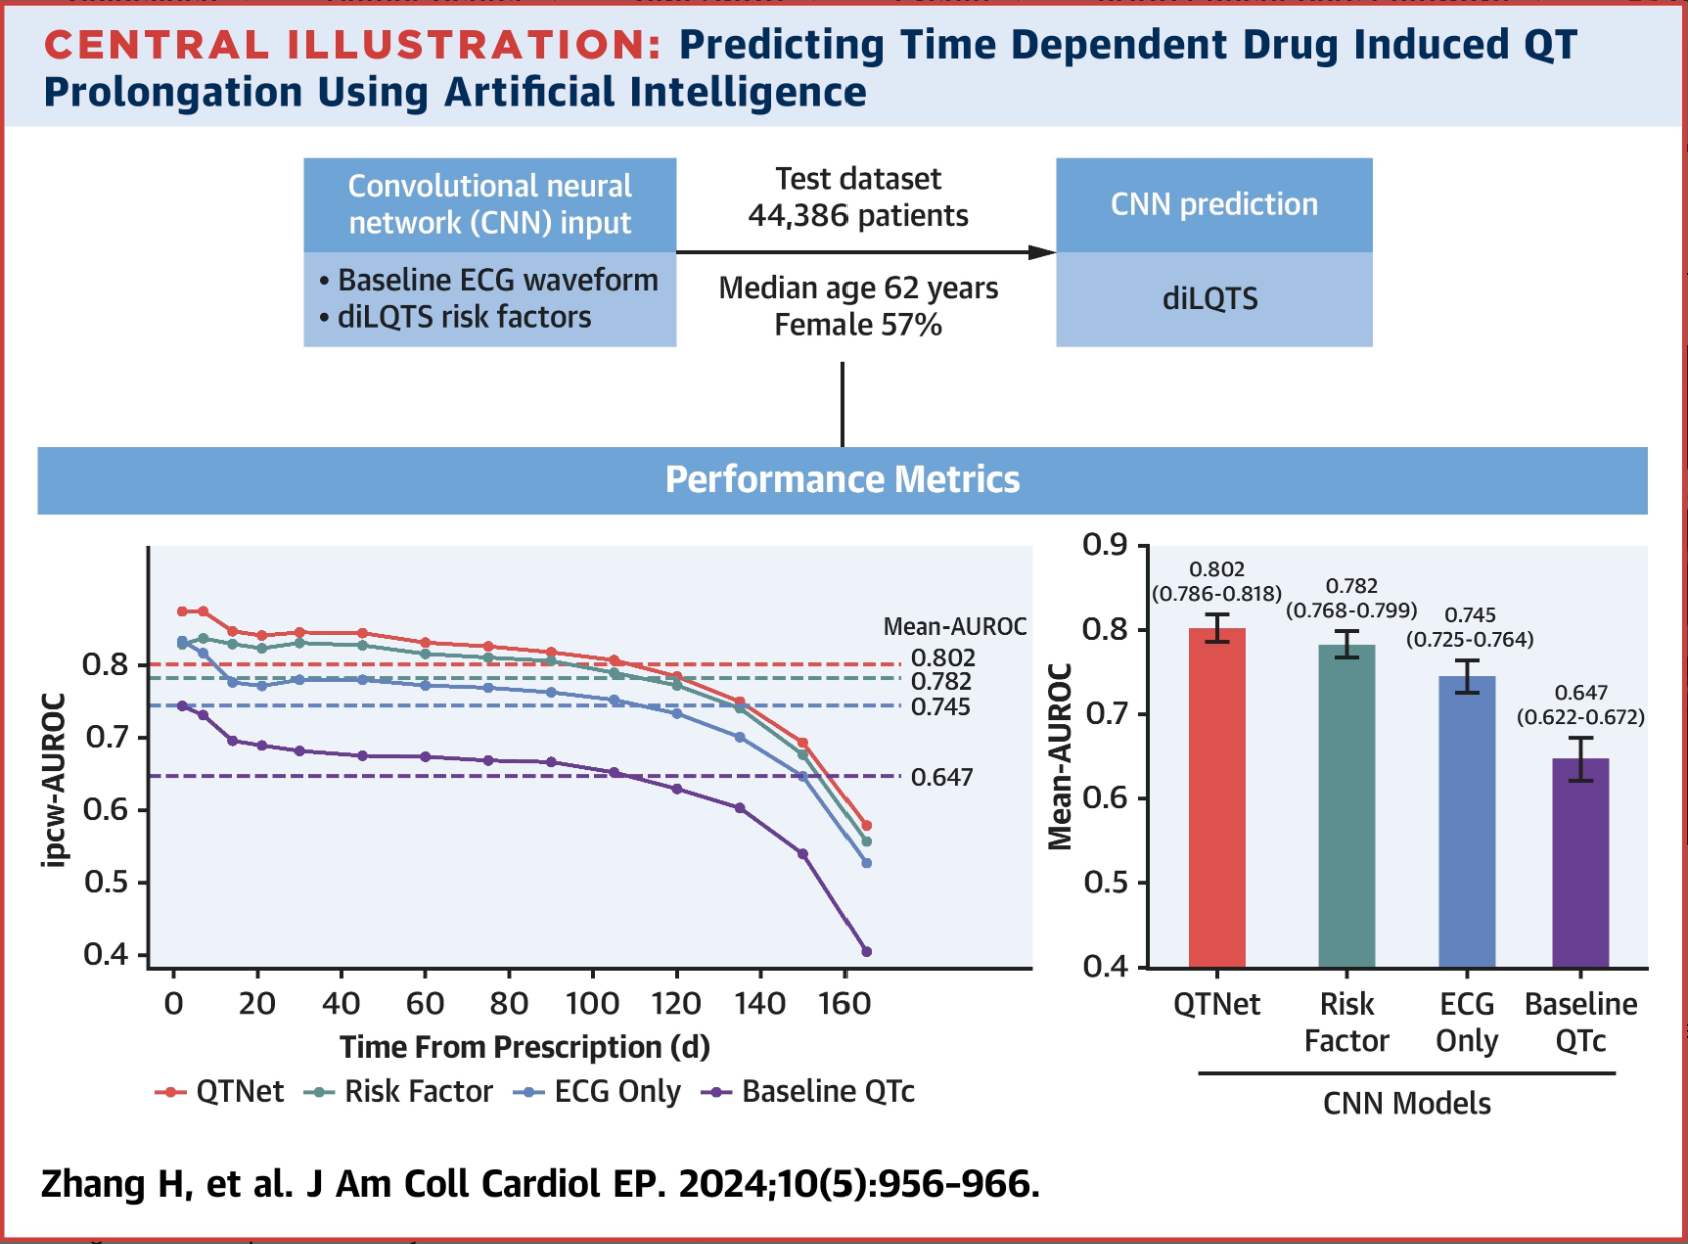 CENTRAL ILLUSTRATION: Predicting Time Dependent Drug Induced QT
Prolongation Using Artificial Intelligence
Convolutional neural
network (CNN) input
• Baseline ECG waveform
• diLQTS risk factors
Test dataset
44,386 patients
Median age 62 years
Female 57%
CNN prediction
diLQTS
Performance Metrics
ipcw-AUROC
0.8
0.7
0.6
0.5
0.4
Mean-AUROC
0.802
0.782
0.745
0.647
0 20 40 60 80 100 120 140 160
Time From Prescription (d)
QTNet Risk Factor ECG Only Baseline QTc
Mean-AUROC
0.9
0.8
0.7
0.6
0.5
0.4
0.802
(0.786-0.818)
0.782
(0.768-0.799)
0.745
(0.725-0.764)
0.647
(0.622-0.672)
QTNet
Risk
Factor
ECG
Only
Baseline
QTc
CNN Models
Zhang H, et al. J Am Coll Cardiol EP. 2024;10(5):956–966.